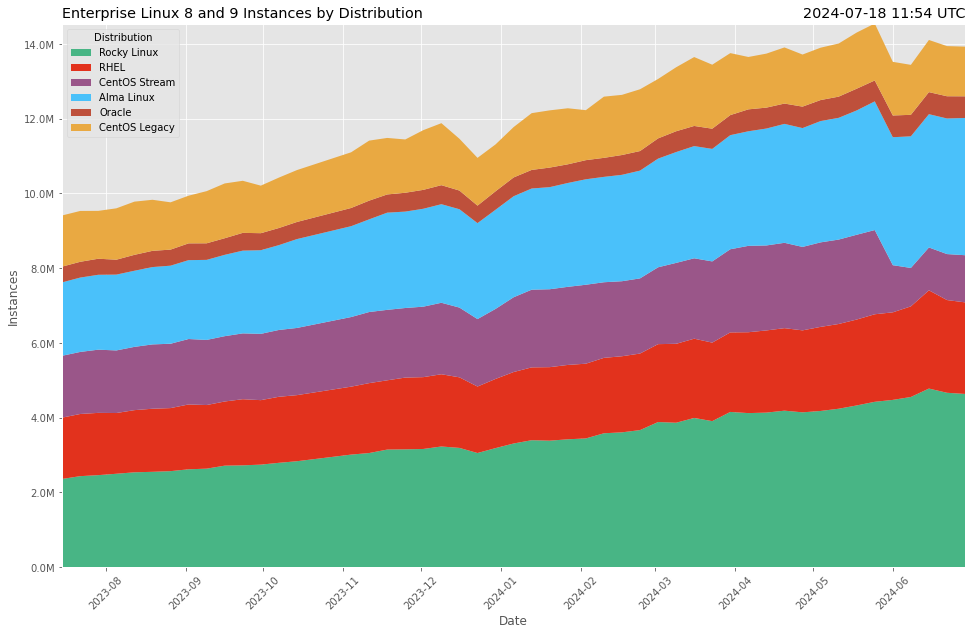 Enterprise Linux 8 and 9 Instances by Distribution
2024-07-18 11:54 UTC
Distribution
Rocky Linux
RHEL
CentOS Stream
Alma Linux
Oracle
CentOS Legacy
14.0M
12.0M
10.0M
8.0M
6.0M
4.0M
2.0M
0.0M
Instances
2023-08
2023-09
2023-10
2023-11
2023-12
2024-01
2024-02
2024-03
2024-04
2024-05
2024-06
Date